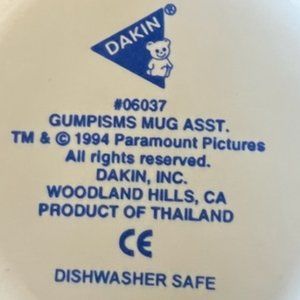 DAKIN®
#06037
GUMPISMS MUG ASST.
TM & © 1994 Paramount Pictures
All rights reserved.
DAKIN, INC.
WOODLAND HILLS, CA
PRODUCT OF THAILAND
CE
DISHWASHER SAFE